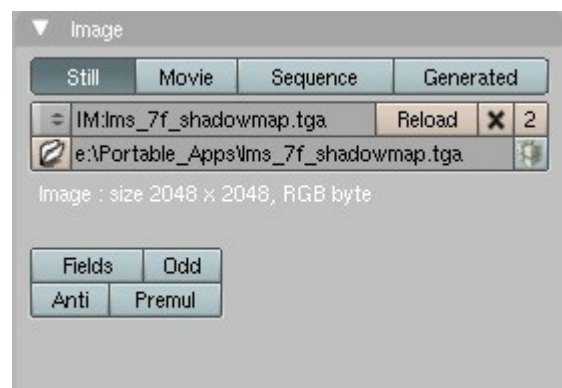 Image
Still Movie Sequence Generated
IM:lms_7f_shadowmap.tga Reload 2
e:\Portable_Apps\lms_7f_shadowmap.tga
Image : size 2048 x 2048, RGB byte
Fields Odd
Anti Premul